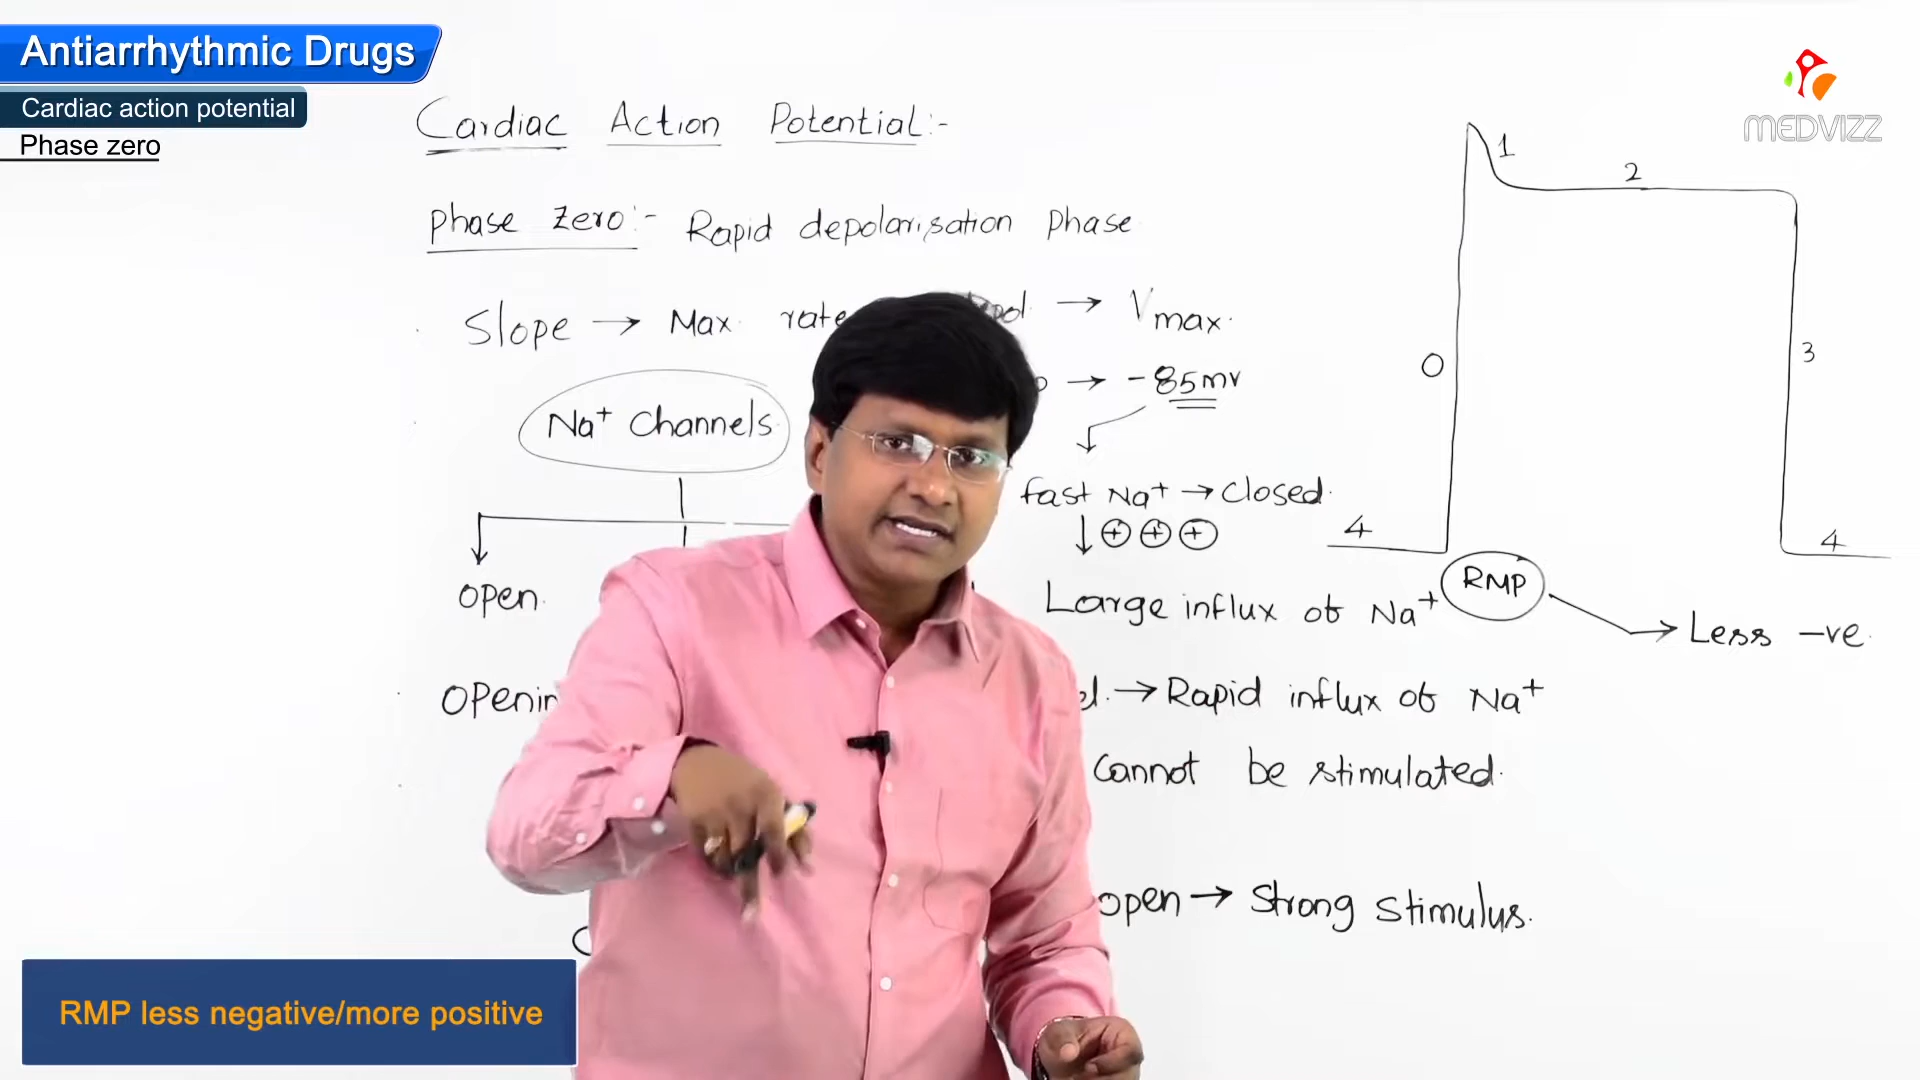 Antiarrhythmic Drugs
Cardiac action potential
Phase zero
MEDVIZZ
Cardiac Action Potential:-
Phase Zero:- Rapid depolarisation Phase
Slope → Max. rate → Vmax.
→ -85mv
Na+ Channels
fast Na+ → Closed.
↓ + + +
open.
Large influx of Na+
→ Rapid influx of Na+
Cannot be stimulated.
open → Strong stimulus.
0
1
2
3
4
4
RMP
→ Less -ve.
RMP less negative/more positive